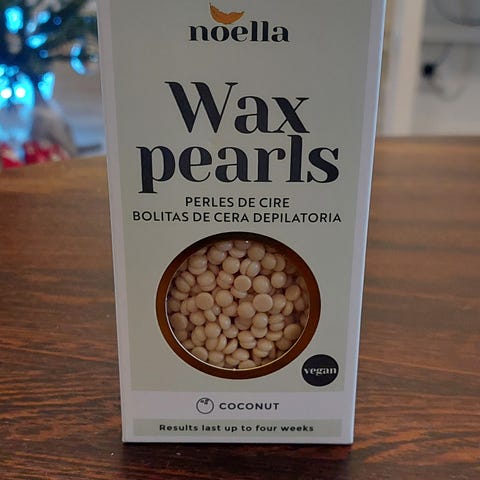 noella
Wax
pearls
PERLES DE CIRE
BOLITAS DE CERA DEPILATORIA
vegan
COCONUT
Results last up to four weeks